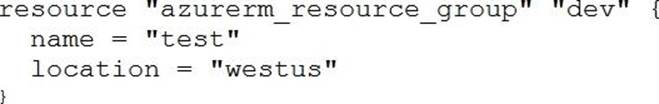 resource "azurerm_resource_group" "dev" {
  name = "test"
  location = "westus"
}